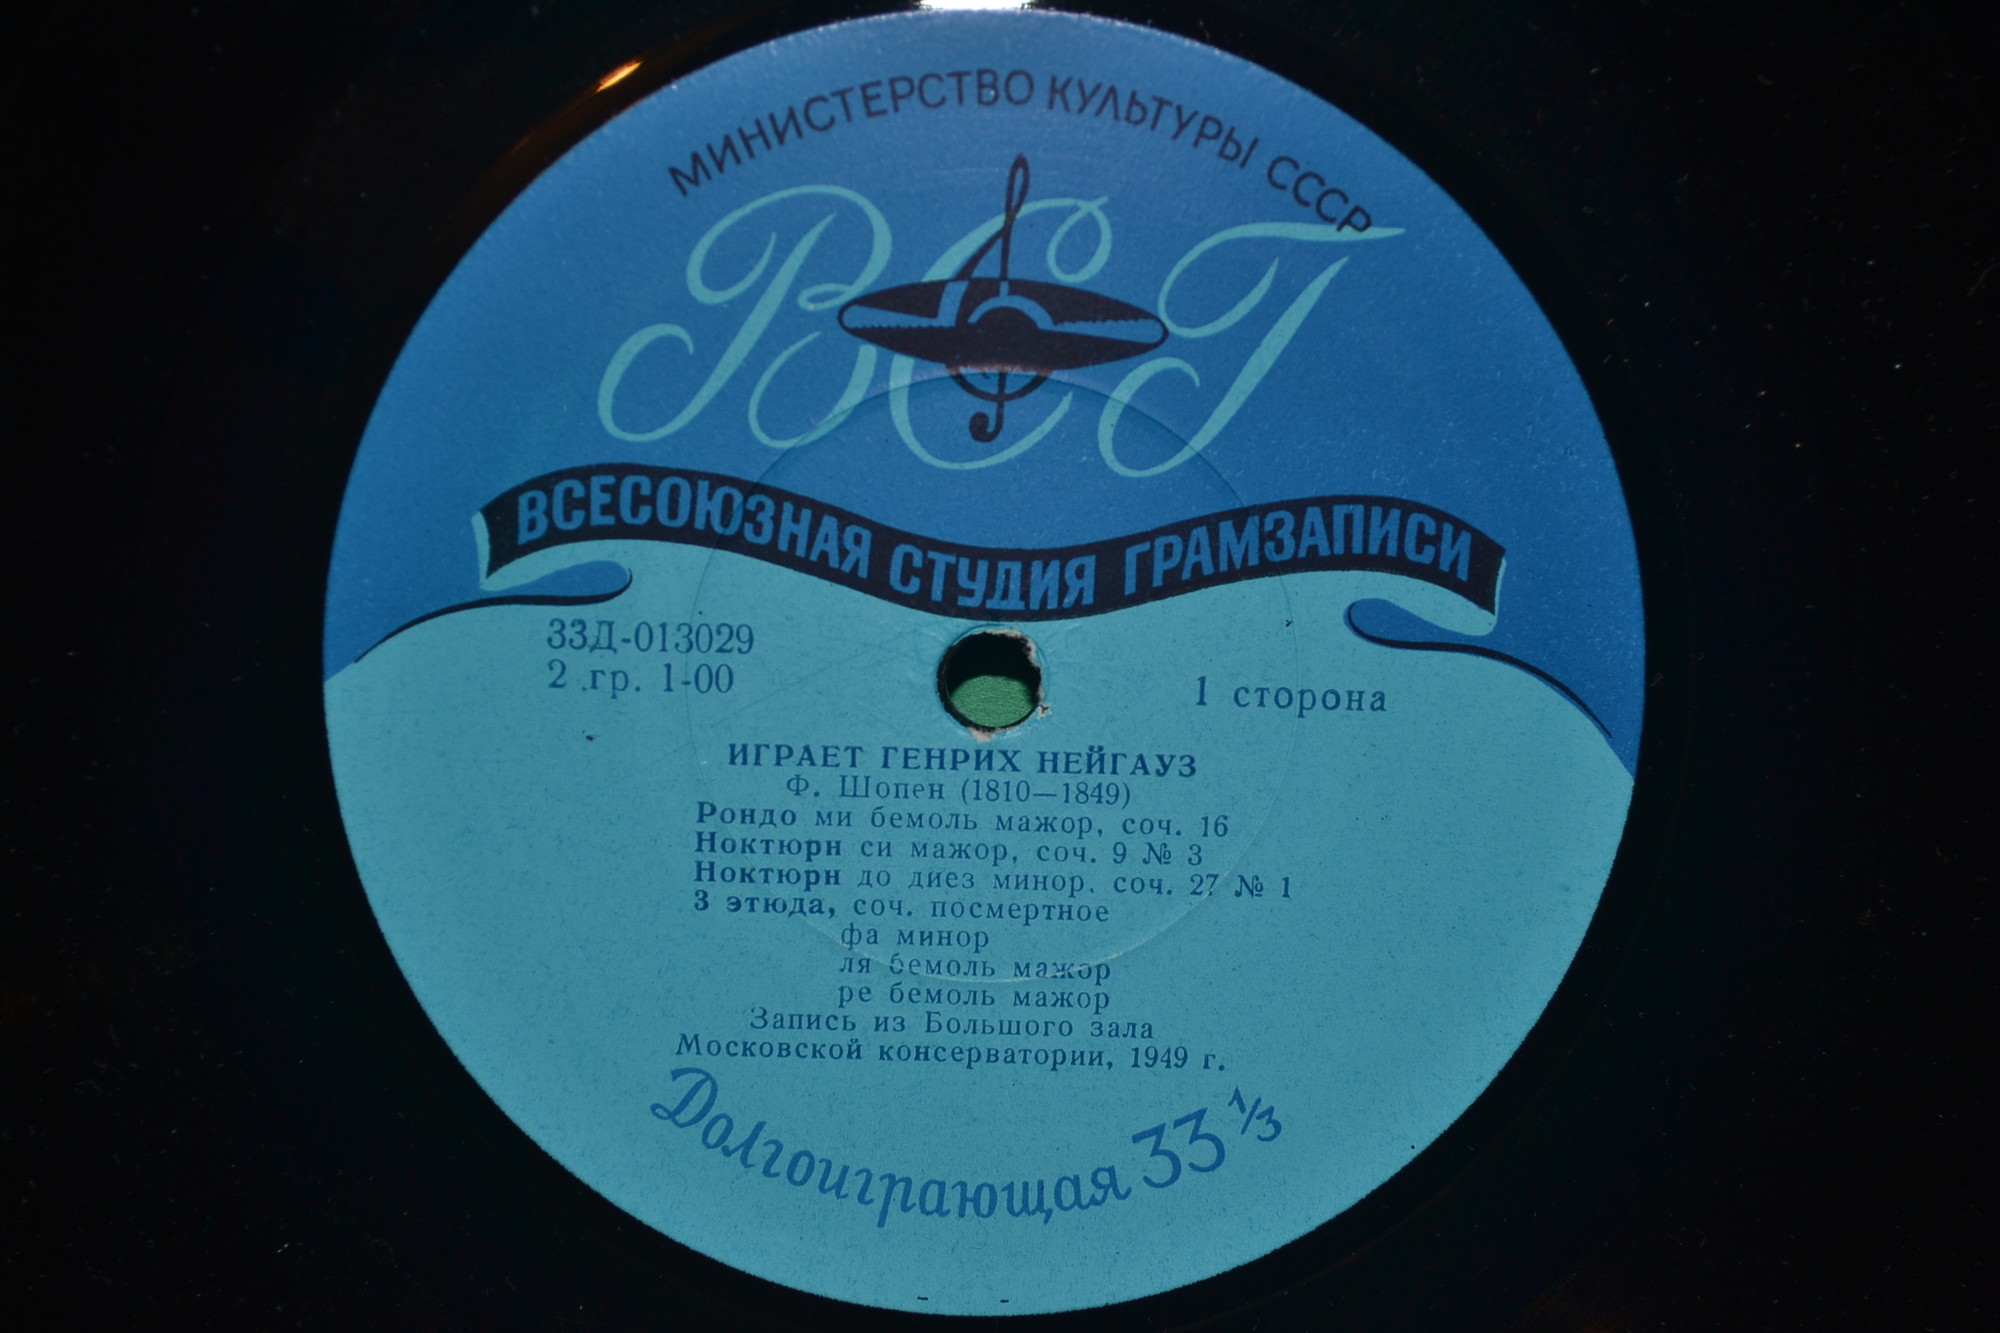 МИНИСТЕРСТВО КУЛЬТУРЫ СССР
ВСГ
ВСЕСОЮЗНАЯ СТУДИЯ ГРАМЗАПИСИ
33Д-013029
2 гр. 1-00
1 сторона
ИГРАЕТ ГЕНРИХ НЕЙГАУЗ
Ф. Шопен (1810—1849)
Рондо ми бемоль мажор, соч. 16
Ноктюрн си мажор, соч. 9 № 3
Ноктюрн до диез минор, соч. 27 № 1
3 этюда, соч. посмертное
фа минор
ля бемоль мажор
ре бемоль мажор
Запись из Большого зала
Московской консерватории, 1949 г.
Долгоиграющая 33 1/3